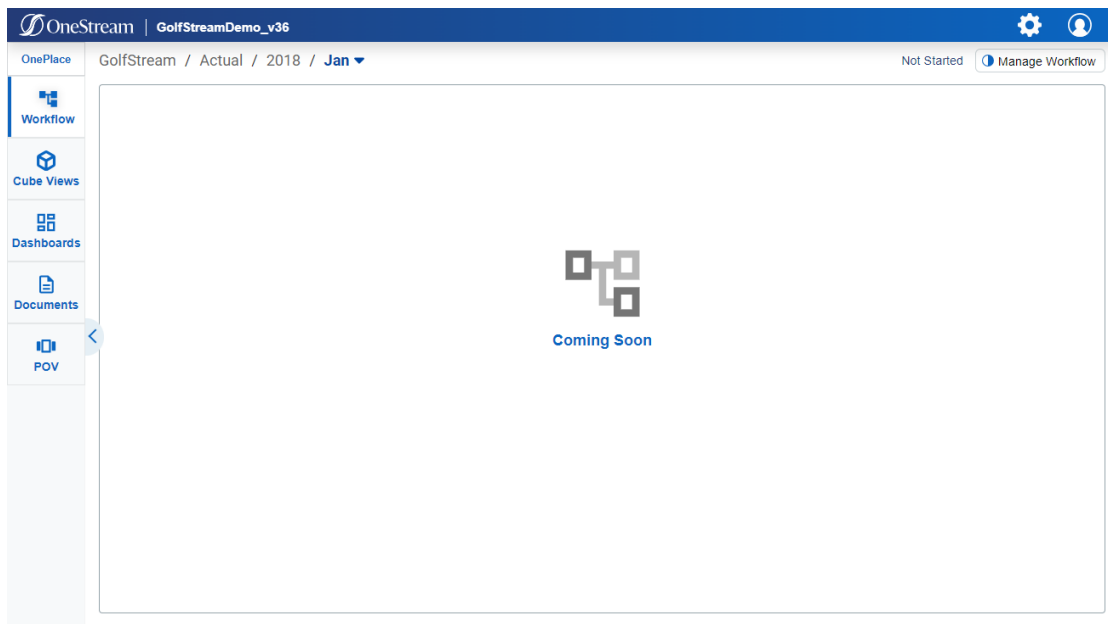 OneStream | GolfStreamDemo_v36
OnePlace
GolfStream / Actual / 2018 / Jan
Not Started
Manage Workflow
Workflow
Cube Views
Dashboards
Documents
POV
Coming Soon